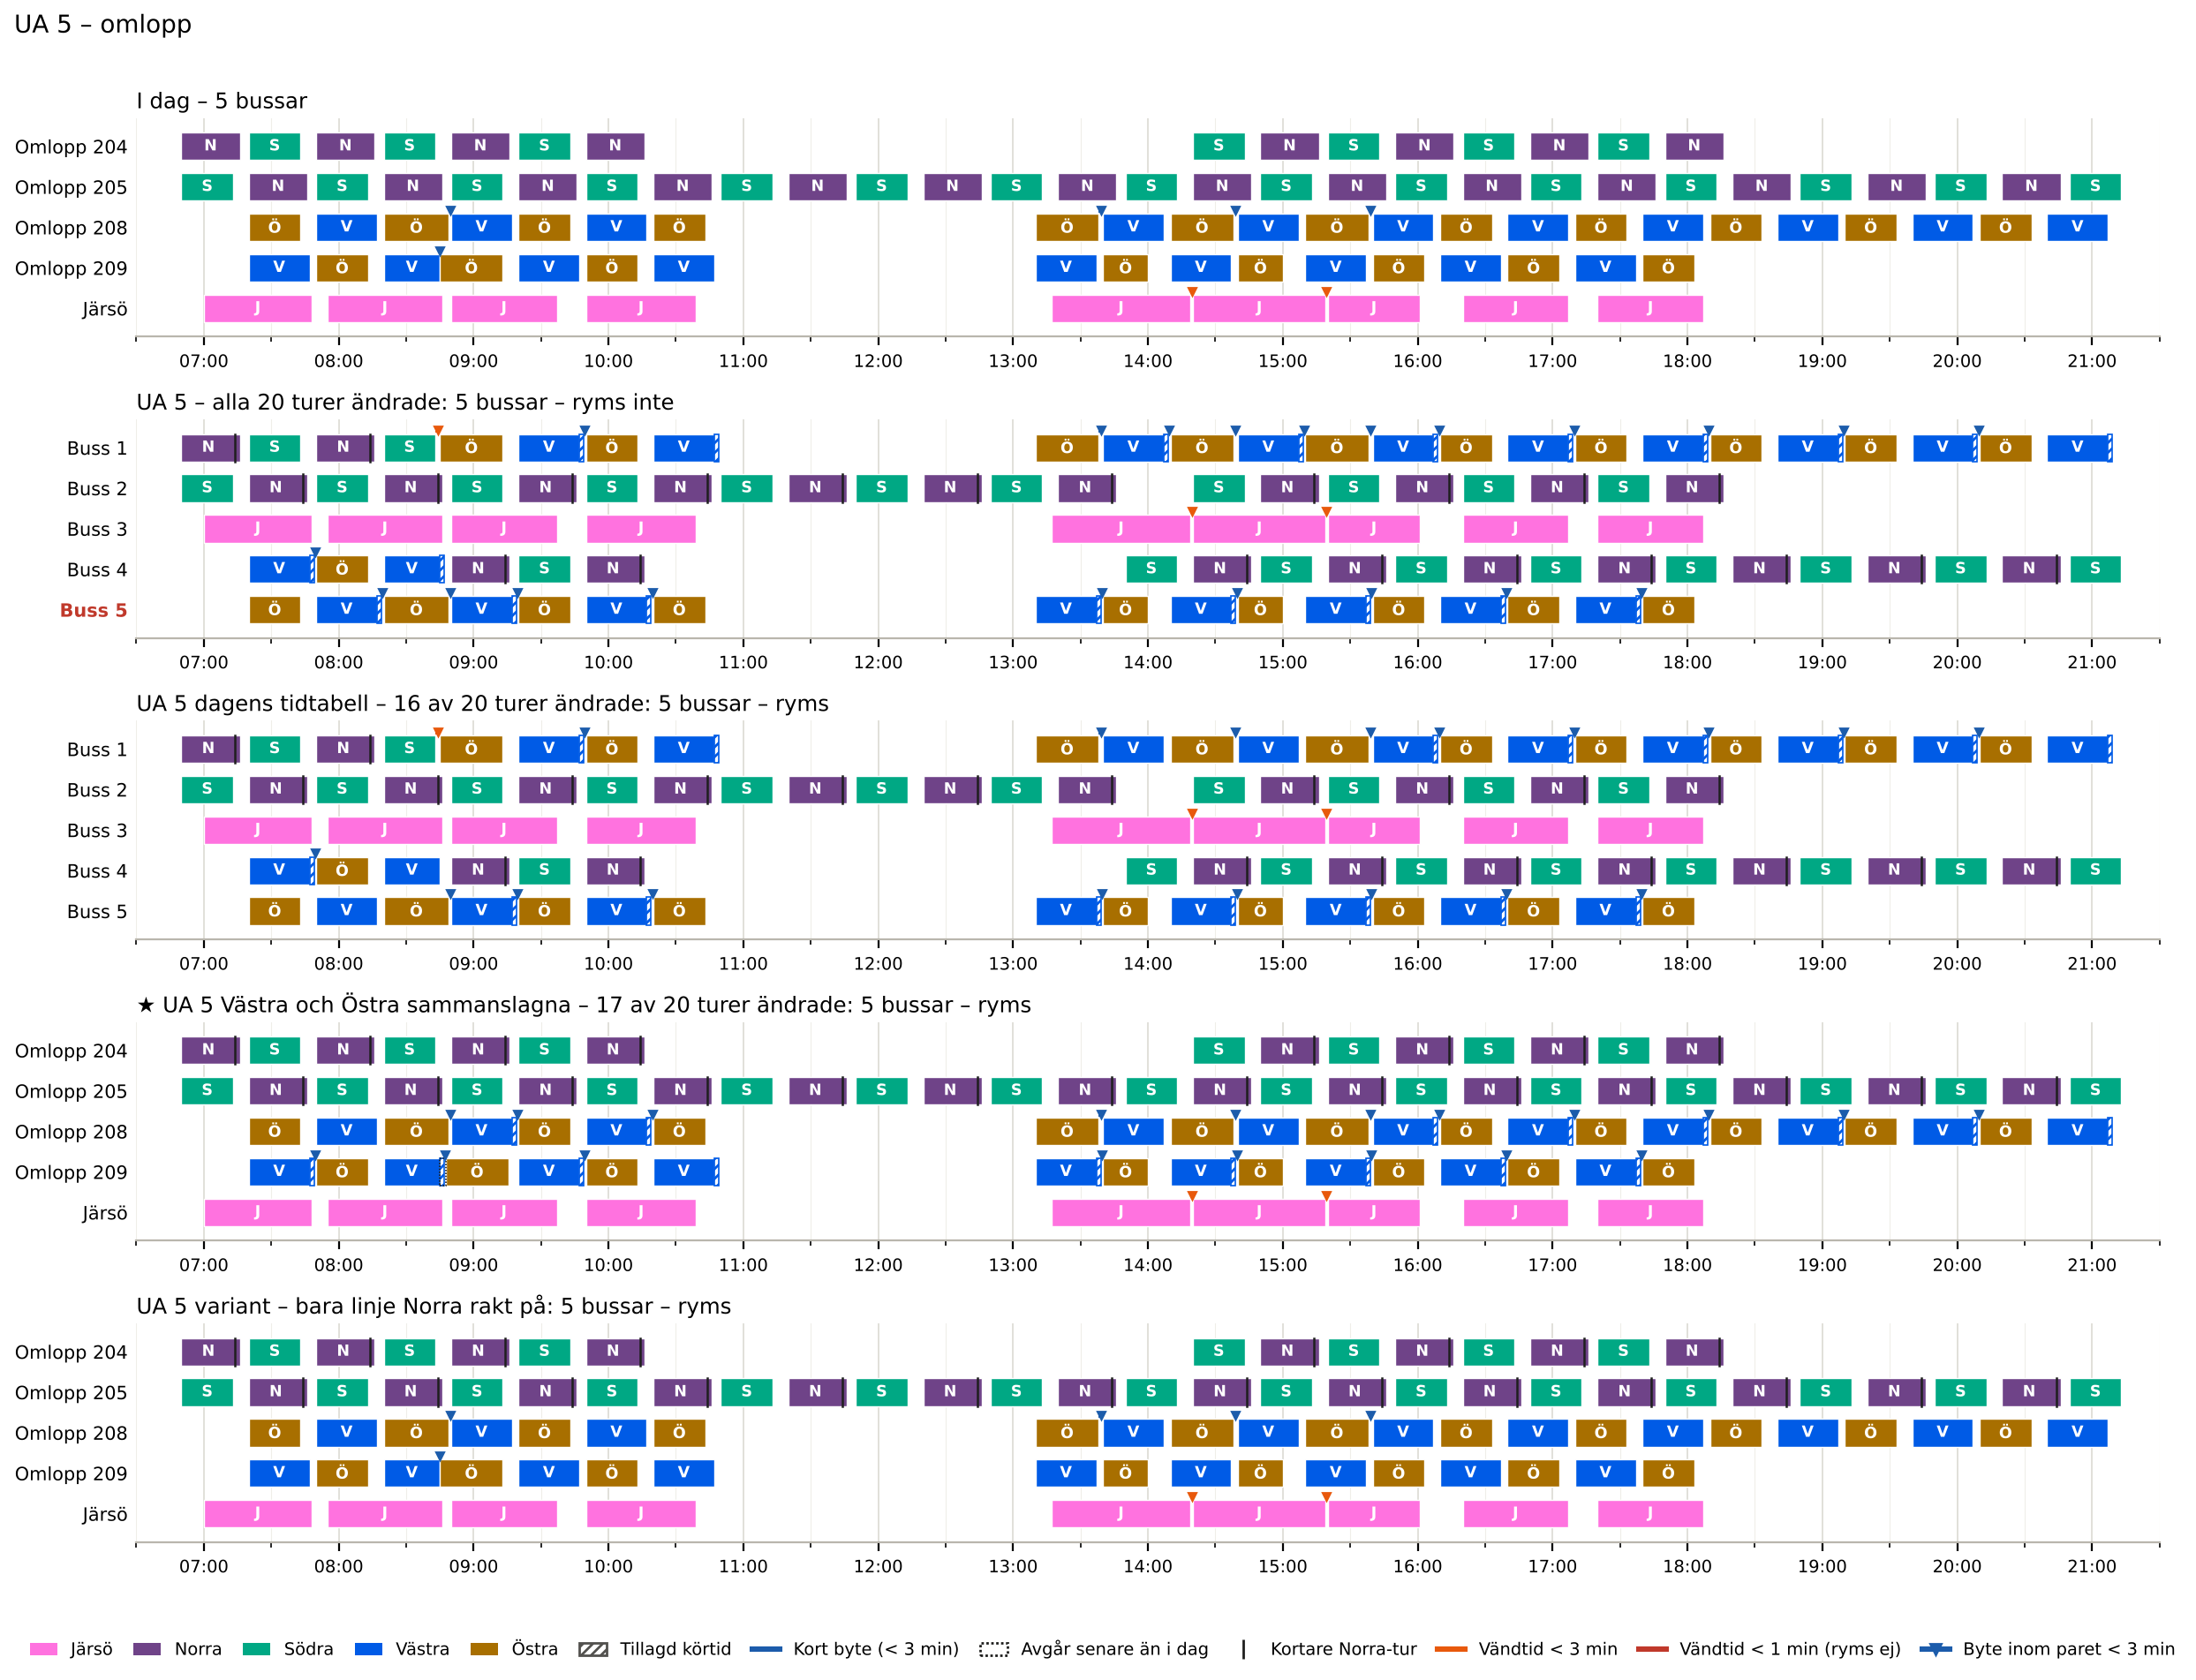 UA 5 – omlopp
I dag – 5 bussar
Omlopp 204 N S N S N S N S N S N S N S N
Omlopp 205 S N S N S N S N S N S N S N S N S N S N S N S N S N S N S
Omlopp 208 Ö V Ö V Ö V Ö Ö V Ö V Ö V Ö V Ö V Ö V Ö V Ö V
Omlopp 209 V Ö V Ö V Ö V V Ö V Ö V Ö V Ö V Ö
Järsö J J J J J J J J J
07:00 08:00 09:00 10:00 11:00 12:00 13:00 14:00 15:00 16:00 17:00 18:00 19:00 20:00 21:00
UA 5 – alla 20 turer ändrade: 5 bussar – ryms inte
Buss 1 N S N S Ö V Ö V Ö V Ö V Ö V Ö V Ö V Ö V Ö V Ö V
Buss 2 S N S N S N S N S N S N S N S N S N S N S N
Buss 3 J J J J J J J J J
Buss 4 V Ö V N S N S N S N S N S N S N S N S N S
Buss 5 Ö V Ö V Ö V Ö V Ö V Ö V Ö V Ö V Ö
07:00 08:00 09:00 10:00 11:00 12:00 13:00 14:00 15:00 16:00 17:00 18:00 19:00 20:00 21:00
UA 5 dagens tidtabell – 16 av 20 turer ändrade: 5 bussar – ryms
Buss 1 N S N S Ö V Ö V Ö V Ö V Ö V Ö V Ö V Ö V Ö V Ö V
Buss 2 S N S N S N S N S N S N S N S N S N S N S N
Buss 3 J J J J J J J J J
Buss 4 V Ö V N S N S N S N S N S N S N S N S N S
Buss 5 Ö V Ö V Ö V Ö V Ö V Ö V Ö V Ö V Ö
07:00 08:00 09:00 10:00 11:00 12:00 13:00 14:00 15:00 16:00 17:00 18:00 19:00 20:00 21:00
★ UA 5 Västra och Östra sammanslagna – 17 av 20 turer ändrade: 5 bussar – ryms
Omlopp 204 N S N S N S N S N S N S N S N
Omlopp 205 S N S N S N S N S N S N S N S N S N S N S N S N S N S N S
Omlopp 208 Ö V Ö V Ö V Ö Ö V Ö V Ö V Ö V Ö V Ö V Ö V Ö V
Omlopp 209 V Ö V Ö V Ö V V Ö V Ö V Ö V Ö V Ö
Järsö J J J J J J J J J
07:00 08:00 09:00 10:00 11:00 12:00 13:00 14:00 15:00 16:00 17:00 18:00 19:00 20:00 21:00
UA 5 variant – bara linje Norra rakt på: 5 bussar – ryms
Omlopp 204 N S N S N S N S N S N S N S N
Omlopp 205 S N S N S N S N S N S N S N S N S N S N S N S N S N S N S
Omlopp 208 Ö V Ö V Ö V Ö Ö V Ö V Ö V Ö V Ö V Ö V Ö V Ö V
Omlopp 209 V Ö V Ö V Ö V V Ö V Ö V Ö V Ö V Ö
Järsö J J J J J J J J J
07:00 08:00 09:00 10:00 11:00 12:00 13:00 14:00 15:00 16:00 17:00 18:00 19:00 20:00 21:00
Järsö Norra Södra Västra Östra Tillagd körtid Kort byte (< 3 min) Avgår senare än i dag Kortare Norra-tur Vändtid < 3 min Vändtid < 1 min (ryms ej) Byte inom paret < 3 min